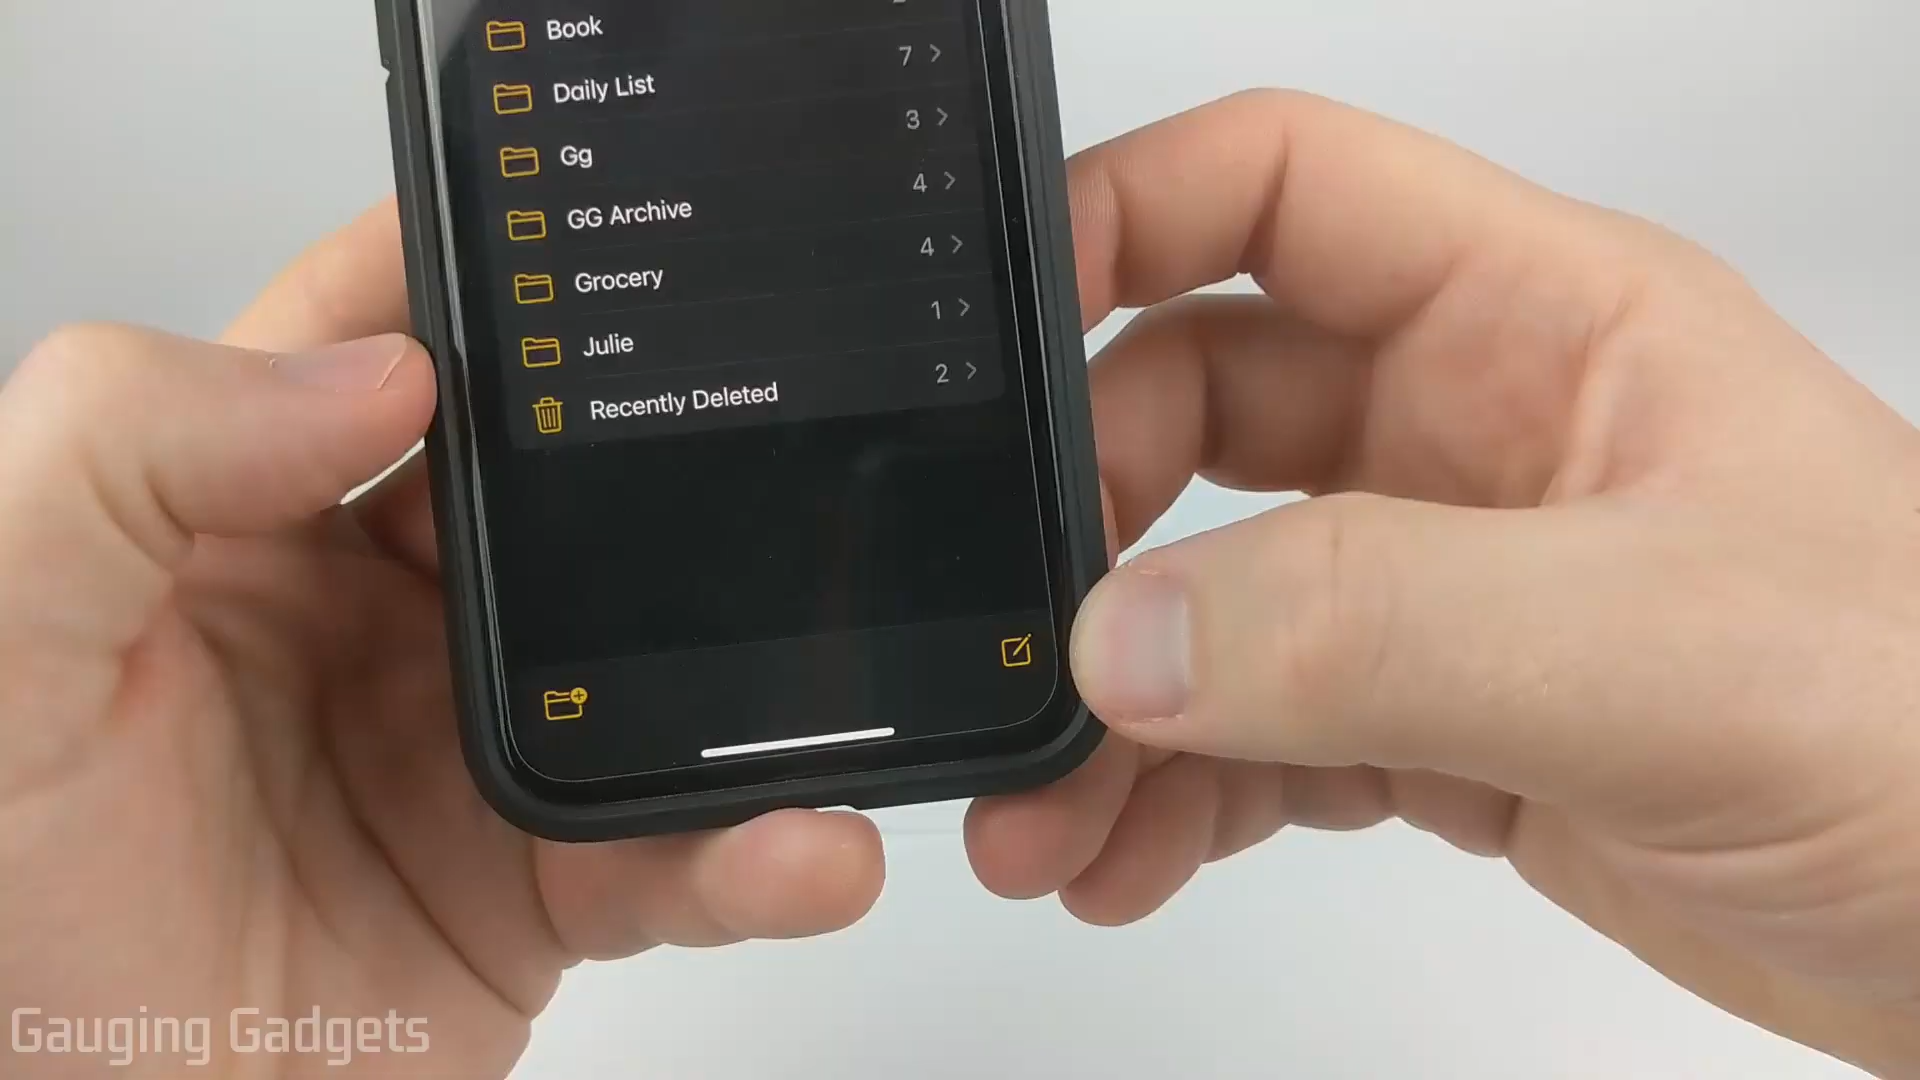 Book
Daily List 7
Gg 3
GG Archive 4
Grocery 4
Julie 1
Recently Deleted 2
Gauging Gadgets